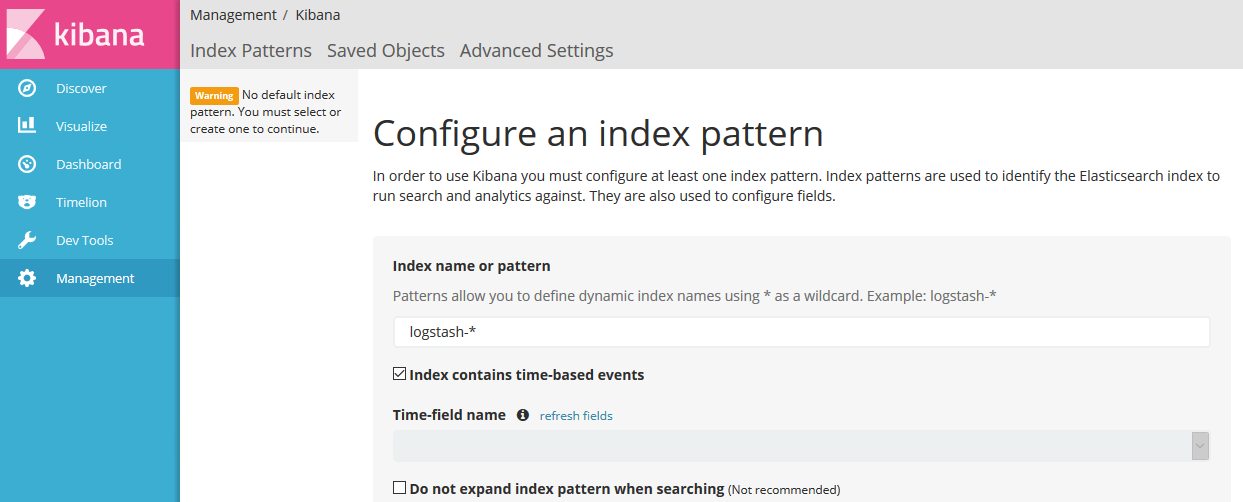 kibana
Discover
Visualize
Dashboard
Timelion
Dev Tools
Management
Management / Kibana
Index Patterns Saved Objects Advanced Settings
Warning No default index
pattern. You must select or
create one to continue.
Configure an index pattern
In order to use Kibana you must configure at least one index pattern. Index patterns are used to identify the Elasticsearch index to
run search and analytics against. They are also used to configure fields.
Index name or pattern
Patterns allow you to define dynamic index names using * as a wildcard. Example: logstash-*
logstash-*
Index contains time-based events
Time-field name refresh fields
Do not expand index pattern when searching (Not recommended)